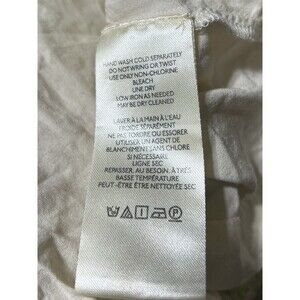 HAND WASH COLD SEPARATELY
DO NOT WRING OR TWIST
USE ONLY NON-CHLORINE
BLEACH
LINE DRY
LOW IRON AS NEEDED
MAY BE DRY CLEANED
LAVER À LA MAIN À L'EAU
FROIDE SÉPARÉMENT
NE PAS TORDRE OU ESSORER
UTILISER UN AGENT DE
BLANCHIMENT SANS CHLORE
SI NÉCESSAIRE
LIGNE SEC
REPASSER, AU BESOIN, À TRÈS
BASSE TEMPÉRATURE
PEUT-ÊTRE ÊTRE NETTOYÉE SEC